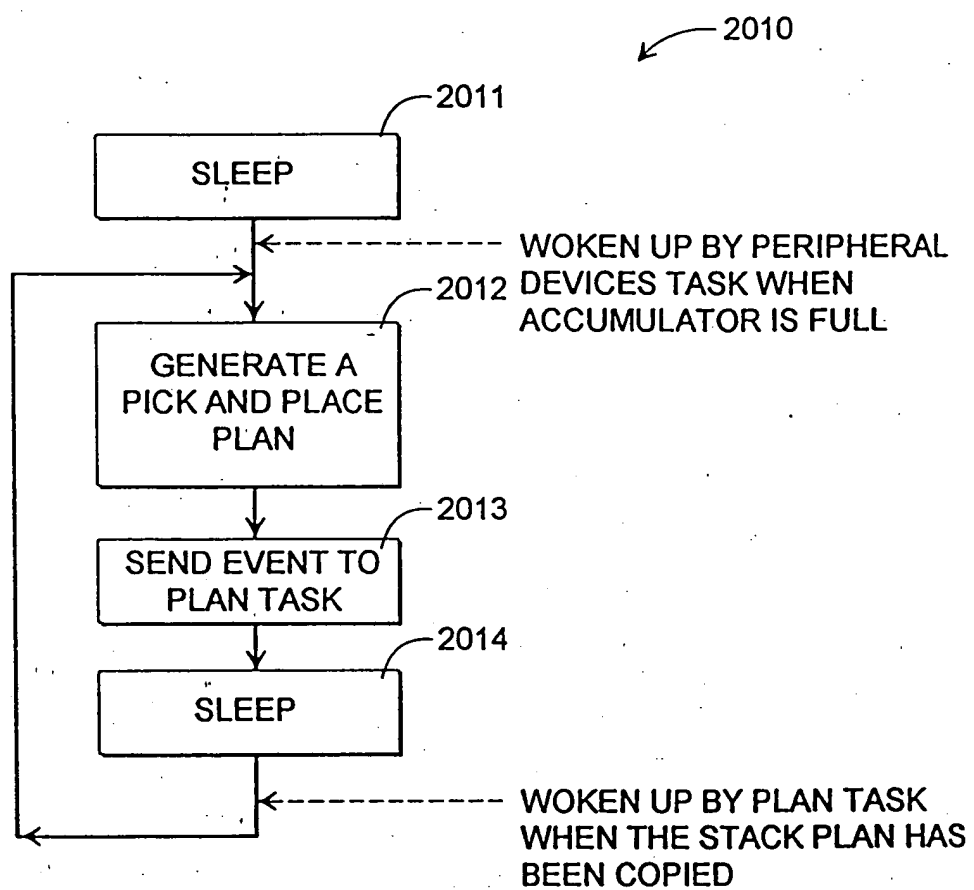 2010
2011
SLEEP
WOKEN UP BY PERIPHERAL
DEVICES TASK WHEN
ACCUMULATOR IS FULL
2012
GENERATE A
PICK AND PLACE
PLAN
2013
SEND EVENT TO
PLAN TASK
2014
SLEEP
WOKEN UP BY PLAN TASK
WHEN THE STACK PLAN HAS
BEEN COPIED